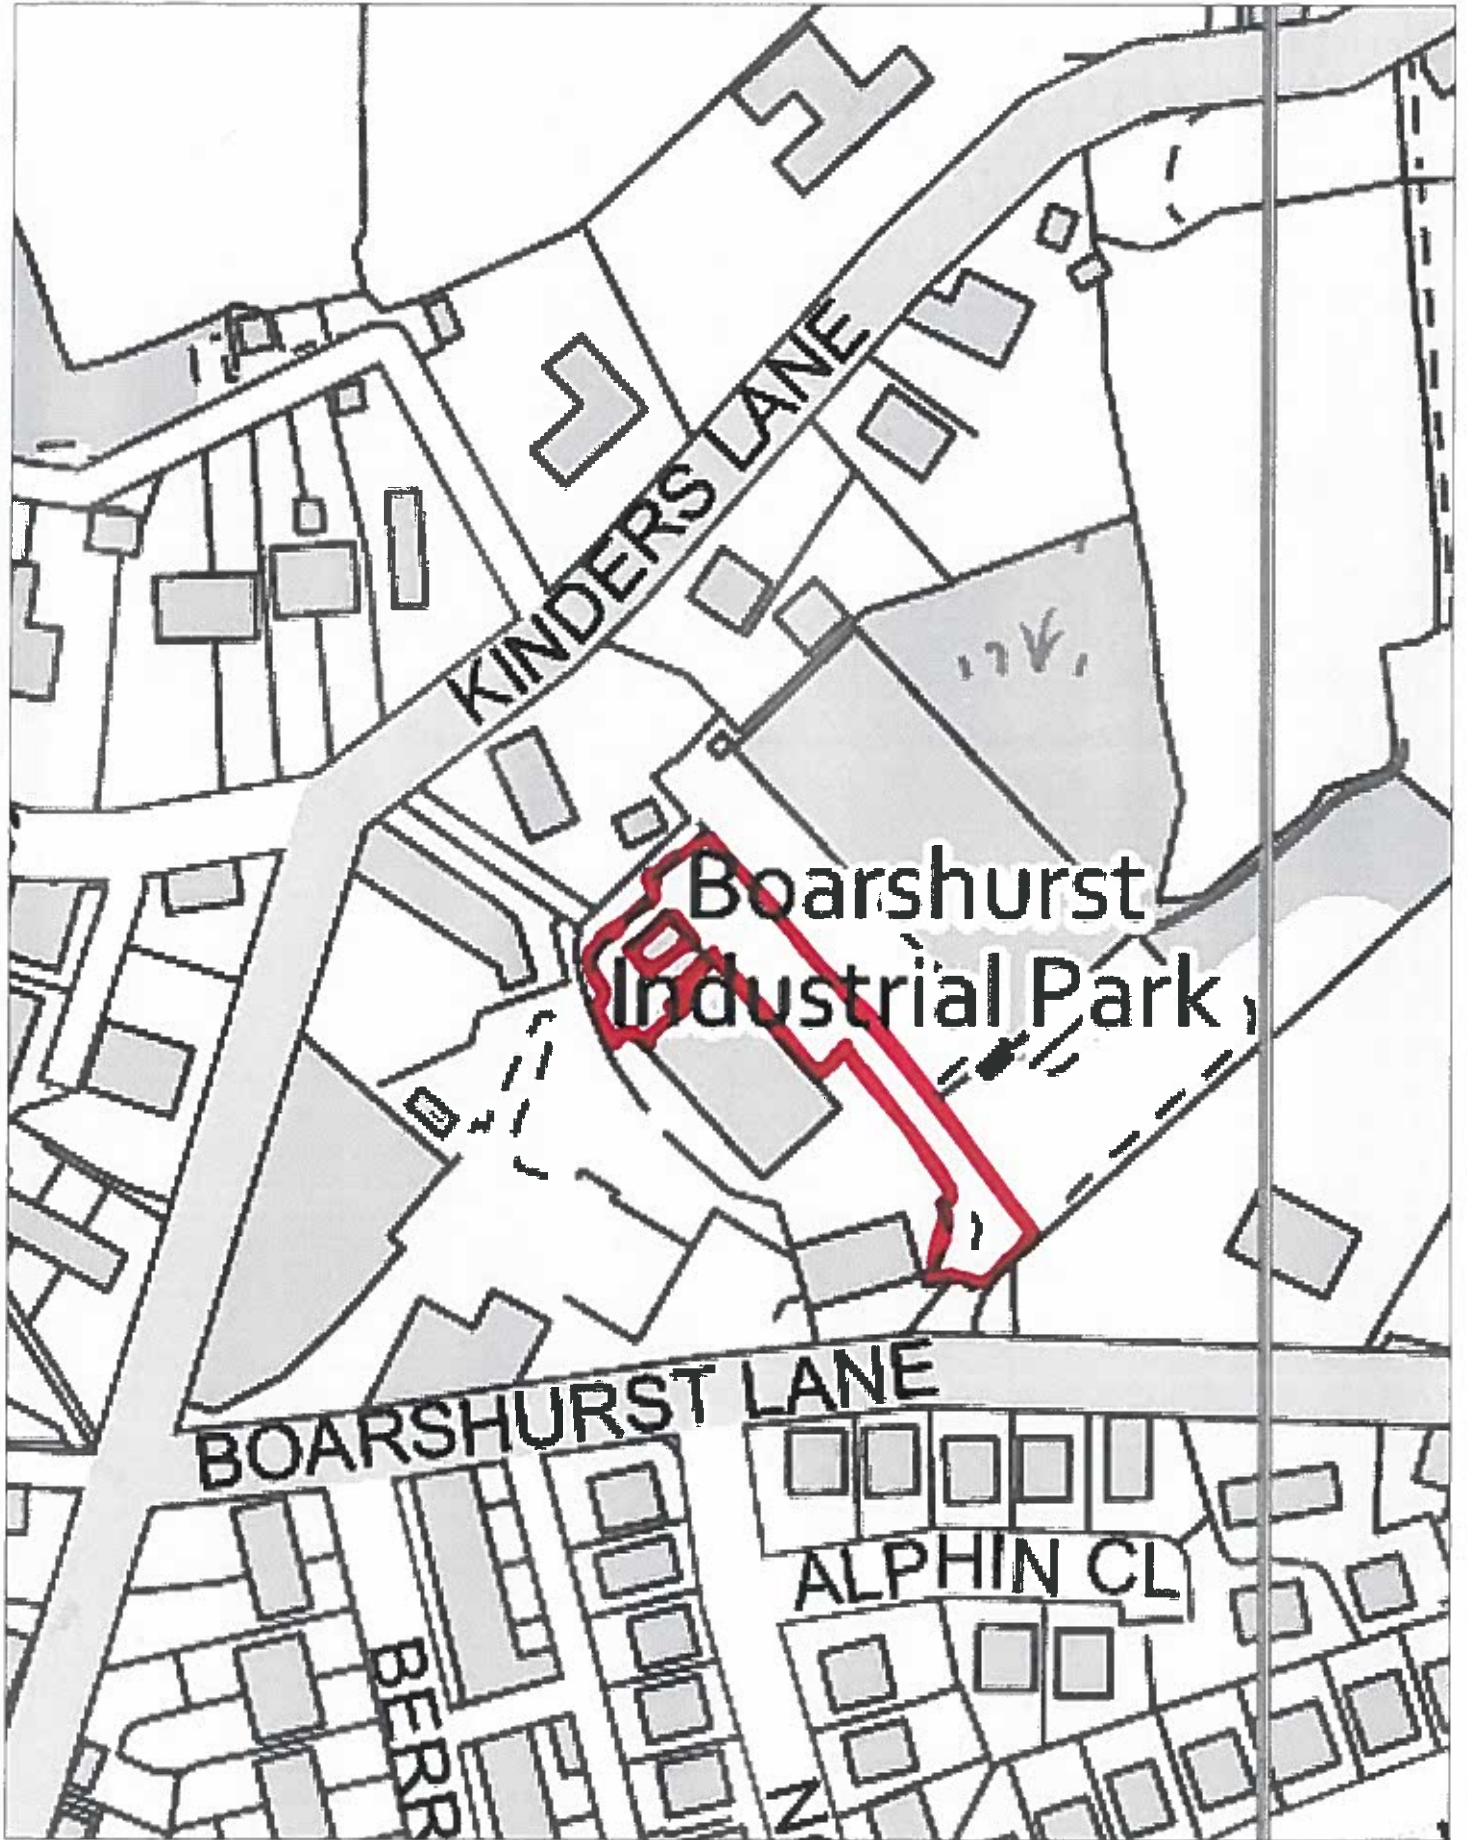 KINDERS LANE
Boarshurst
Industrial Park
BOARSHURST LANE
ALPHIN CL
BERR